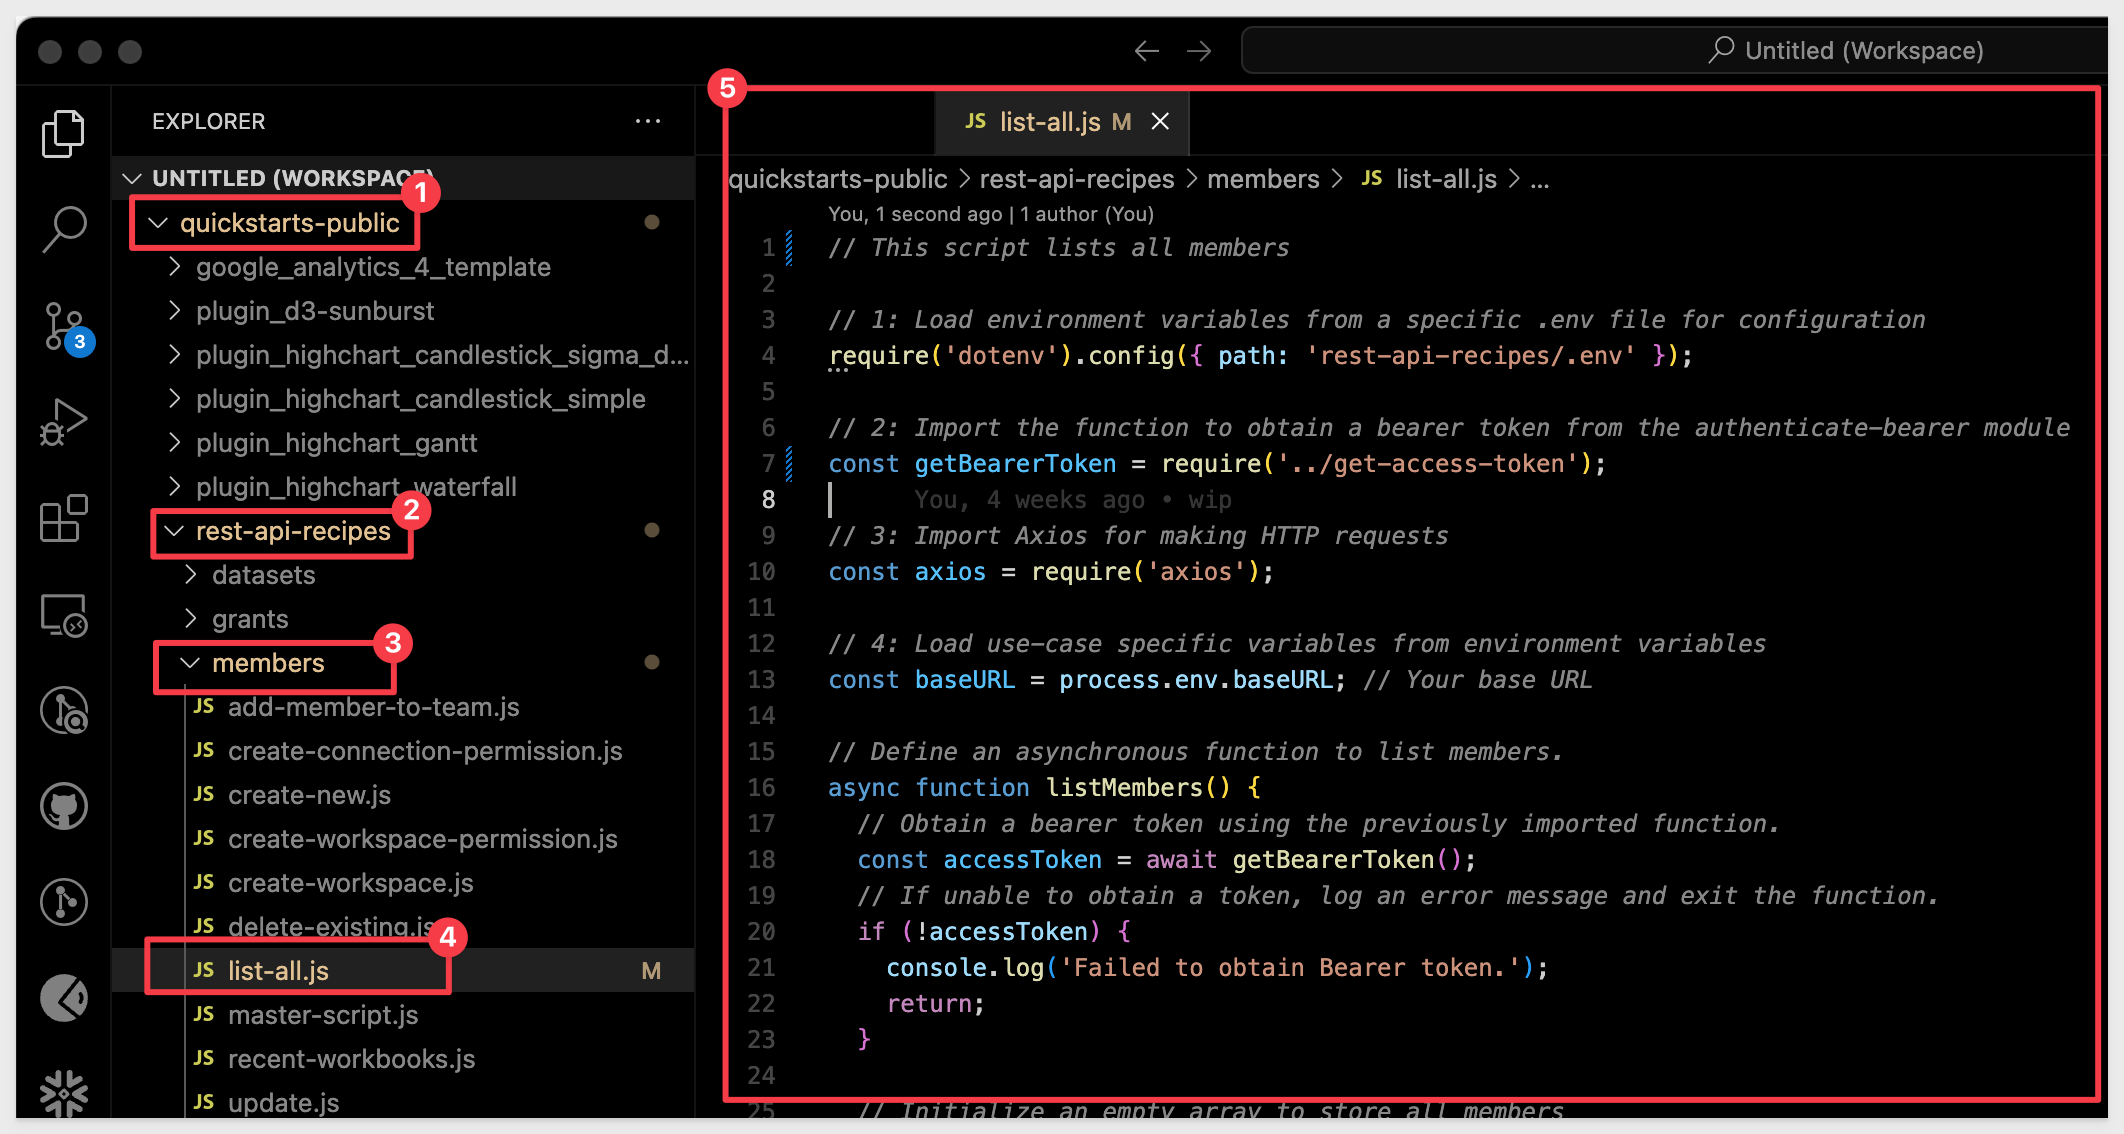 Untitled (Workspace)
EXPLORER
...
UNTITLED (WORKSPACE)
1
quickstarts-public
google_analytics_4_template
plugin_d3-sunburst
plugin_highchart_candlestick_sigma_d...
plugin_highchart_candlestick_simple
plugin_highchart_gantt
plugin_highchart_waterfall
2
rest-api-recipes
datasets
grants
3
members
JS add-member-to-team.js
JS create-connection-permission.js
JS create-new.js
JS create-workspace-permission.js
JS create-workspace.js
JS delete-existing.js
4
JS list-all.js M
JS master-script.js
JS recent-workbooks.js
JS update.js
3
5
JS list-all.js M
quickstarts-public > rest-api-recipes > members > JS list-all.js > ...
You, 1 second ago | 1 author (You)
1 // This script lists all members
2
3 // 1: Load environment variables from a specific .env file for configuration
4 require('dotenv').config({ path: 'rest-api-recipes/.env' });
5
6 // 2: Import the function to obtain a bearer token from the authenticate-bearer module
7 const getBearerToken = require('../get-access-token');
8 You, 4 weeks ago • wip
9 // 3: Import Axios for making HTTP requests
10 const axios = require('axios');
11
12 // 4: Load use-case specific variables from environment variables
13 const baseURL = process.env.baseURL; // Your base URL
14
15 // Define an asynchronous function to list members.
16 async function listMembers() {
17 // Obtain a bearer token using the previously imported function.
18 const accessToken = await getBearerToken();
19 // If unable to obtain a token, log an error message and exit the function.
20 if (!accessToken) {
21 console.log('Failed to obtain Bearer token.');
22 return;
23 }
24
25 // Initialize an empty array to store all members